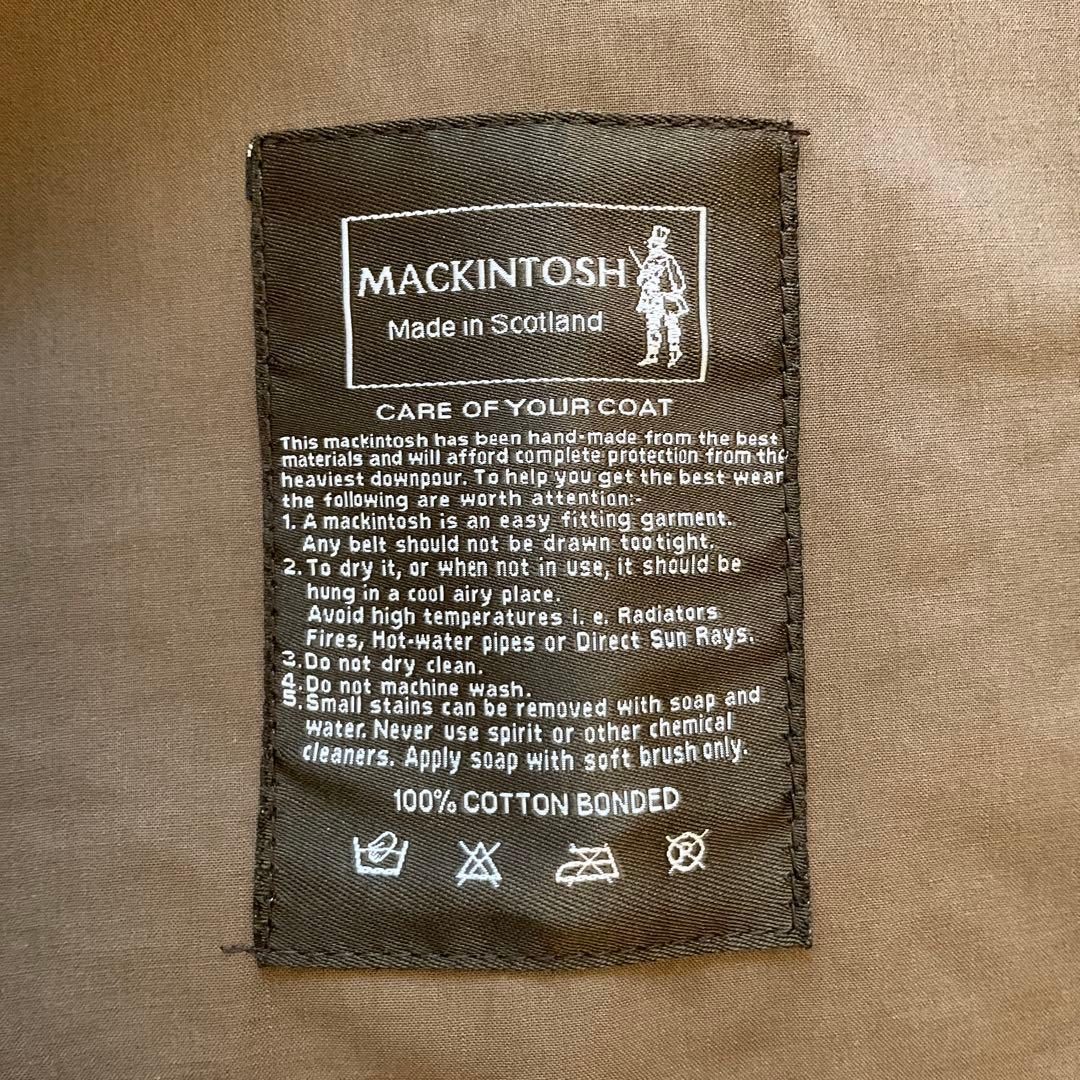 MACKINTOSH
Made in Scotland
CARE OF YOUR COAT
This mackintosh has been hand-made from the best
materials and will afford complete protection from the
heaviest downpour. To help you get the best wear
the following are worth attention:-
1. A mackintosh is an easy fitting garment.
Any belt should not be drawn too tight.
2. To dry it, or when not in use, it should be
hung in a cool airy place.
Avoid high temperatures i. e. Radiators
Fires, Hot-water pipes or Direct Sun Rays.
3. Do not dry clean.
4. Do not machine wash.
5. Small stains can be removed with soap and
water. Never use spirit or other chemical
cleaners. Apply soap with soft brush only.
100% COTTON BONDED
R